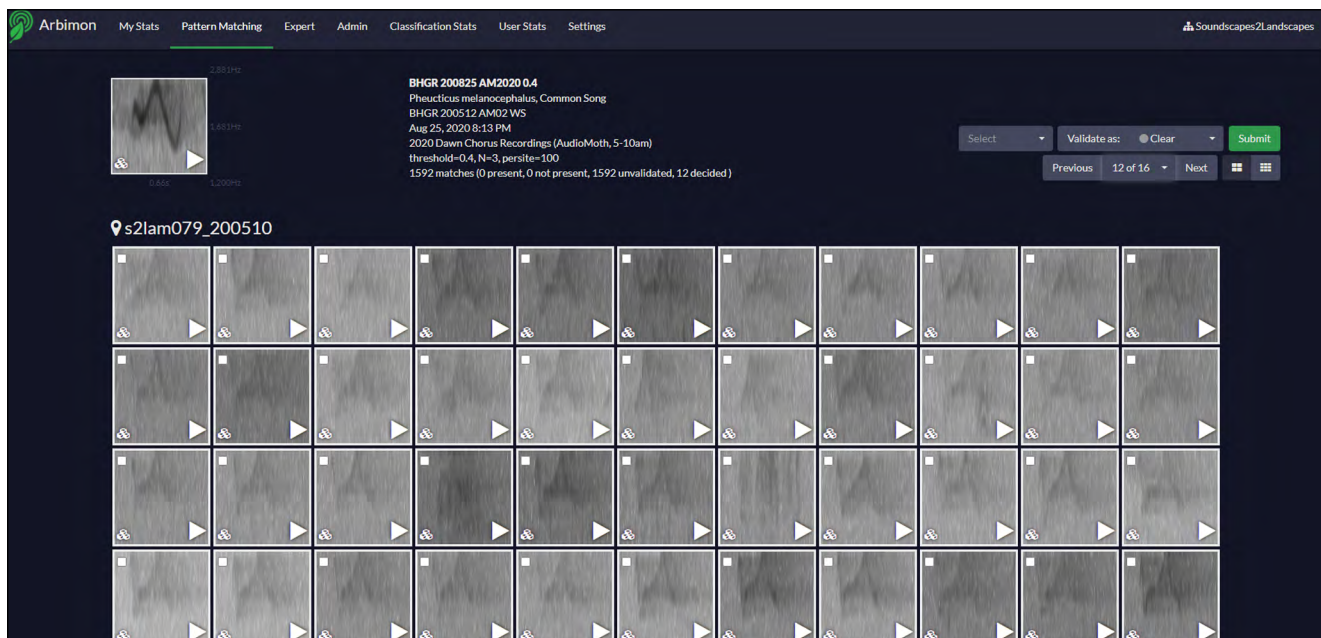 Arbimon My Stats Pattern Matching Expert Admin Classification Stats User Stats Settings Soundscapes2Landscapes
2,881Hz
1,681Hz
0.66s 1,200Hz
BHGR 200825 AM2020 0.4
Pheucticus melanocephalus, Common Song
BHGR 200512 AM02 WS
Aug 25, 2020 8:13 PM
2020 Dawn Chorus Recordings (AudioMoth, 5-10am)
threshold=0.4, N=3, persite=100
1592 matches (0 present, 0 not present, 1592 unvalidated, 12 decided )
Select Validate as: Clear Submit
Previous 12 of 16 Next
s2lam079_200510